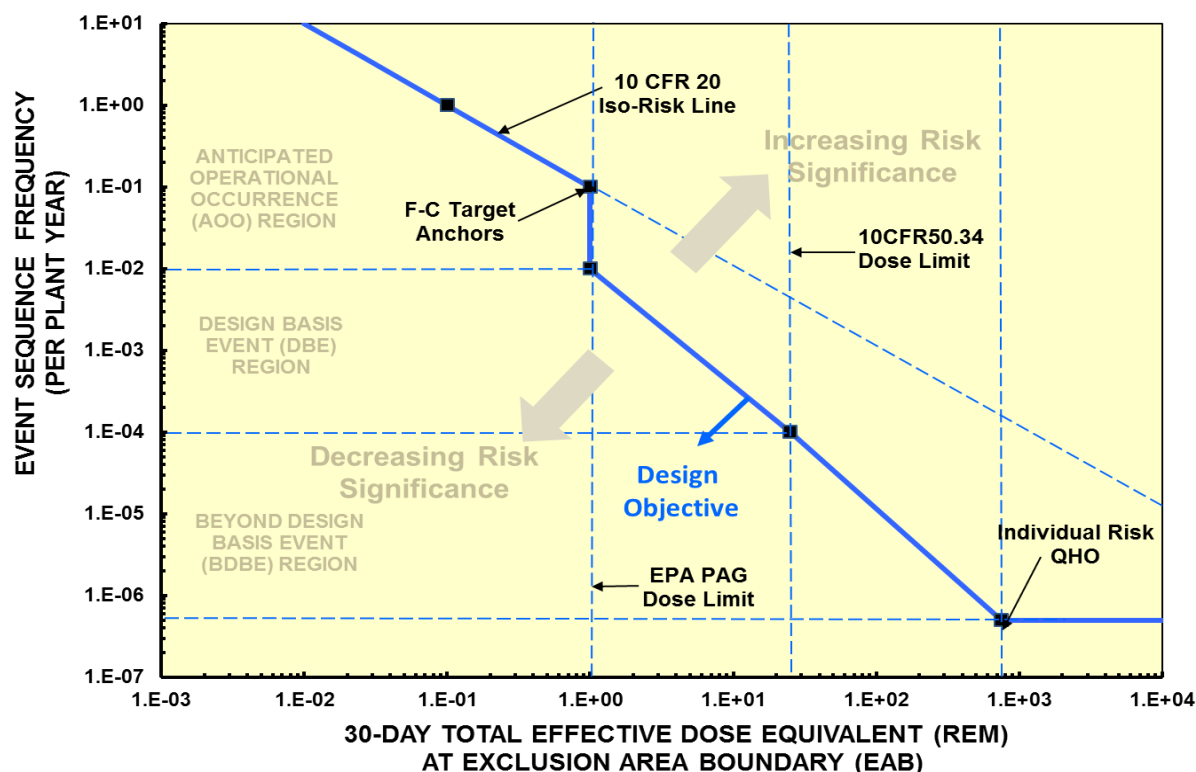 EVENT SEQUENCE FREQUENCY
(PER PLANT YEAR)
1.E+01
1.E+00
1.E-01
1.E-02
1.E-03
1.E-04
1.E-05
1.E-06
1.E-07
10 CFR 20
Iso-Risk Line
Increasing Risk
Significance
ANTICIPATED
OPERATIONAL
OCCURRENCE
(AOO) REGION
F-C Target
Anchors
10CFR50.34
Dose Limit
DESIGN BASIS
EVENT (DBE)
REGION
Decreasing Risk
Significance
Design
Objective
BEYOND DESIGN
BASIS EVENT
(BDBE) REGION
Individual Risk
QHO
EPA PAG
Dose Limit
1.E-03
1.E-02
1.E-01
1.E+00
1.E+01
1.E+02
1.E+03
1.E+04
30-DAY TOTAL EFFECTIVE DOSE EQUIVALENT (REM)
AT EXCLUSION AREA BOUNDARY (EAB)